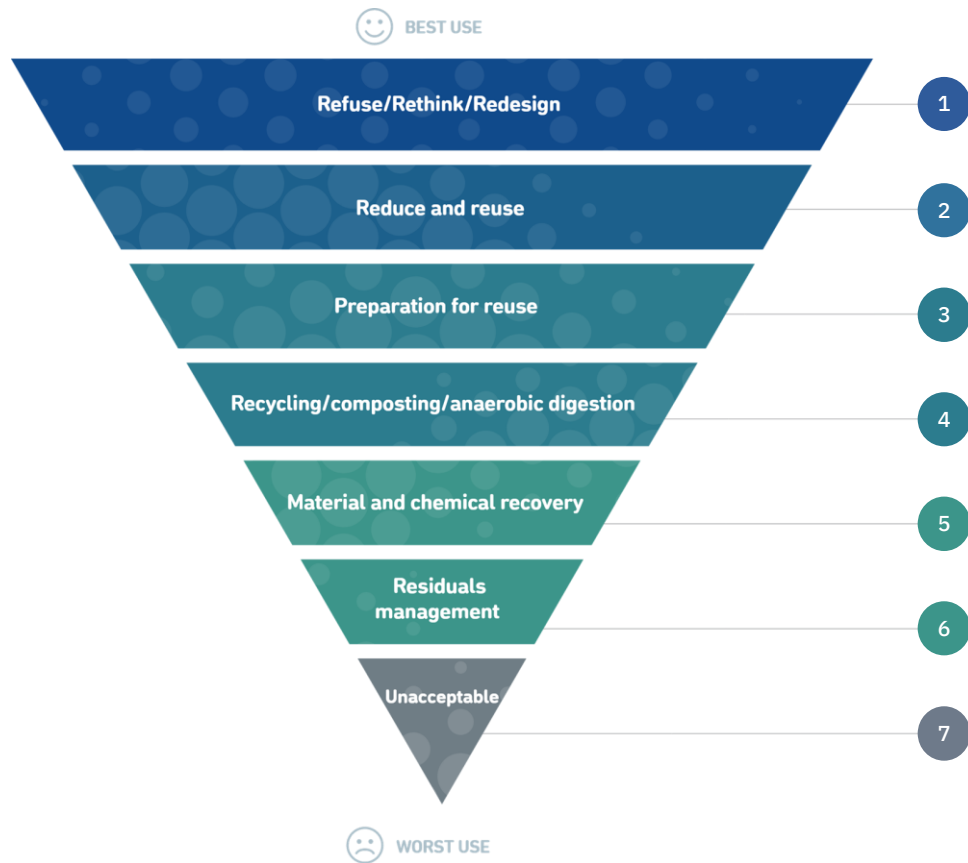 BEST USE
Refuse/Rethink/Redesign
1
Reduce and reuse
2
Preparation for reuse
3
Recycling/composting/anaerobic digestion
4
Material and chemical recovery
5
Residuals
management
6
Unacceptable
7
WORST USE